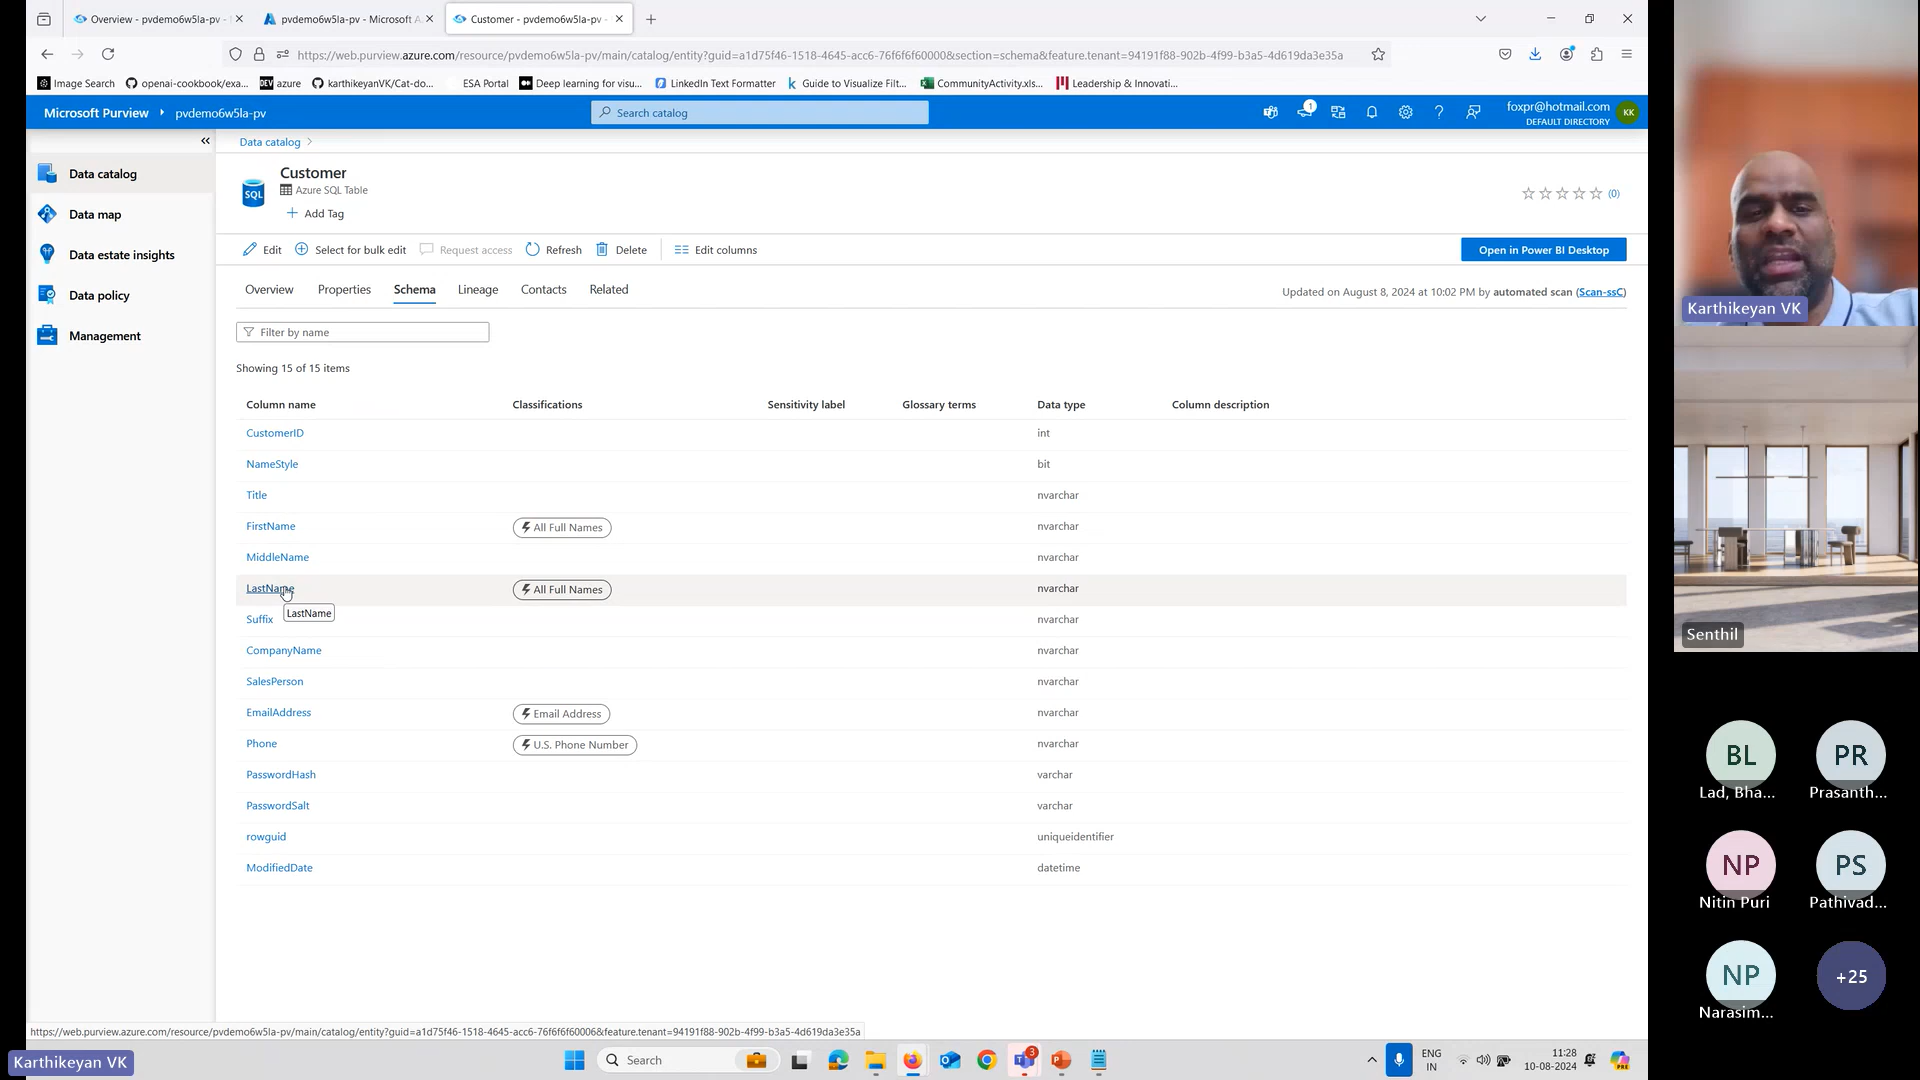 Overview - pvdemo6w5la-pv -
pvdemo6w5la-pv - Microsoft A
Customer - pvdemo6w5la-pv -
https://web.purview.azure.com/resource/pvdemo6w5la-pv/main/catalog/entity?guid=a1d75f46-1518-4645-acc6-76f6f6f60000&section=schema&feature.tenant=94191f88-902b-4f99-b3a5-4d619da3e35a
Image Search
openai-cookbook/exa...
DEV azure
karthikeyanVK/Cat-do...
ESA Portal
Deep learning for visu...
LinkedIn Text Formatter
Guide to Visualize Filt...
CommunityActivity.xls...
Leadership & Innovati...
Microsoft Purview
pvdemo6w5la-pv
Search catalog
1
foxpr@hotmail.com
DEFAULT DIRECTORY
KK
Data catalog
Data map
Data estate insights
Data policy
Management
Data catalog
SQL
Customer
Azure SQL Table
Add Tag
(0)
Edit
Select for bulk edit
Request access
Refresh
Delete
Edit columns
Open in Power BI Desktop
Overview
Properties
Schema
Lineage
Contacts
Related
Updated on August 8, 2024 at 10:02 PM by automated scan (Scan-ssC)
Filter by name
Showing 15 of 15 items
Column name Classifications Sensitivity label Glossary terms Data type Column description
CustomerID int
NameStyle bit
Title nvarchar
FirstName All Full Names nvarchar
MiddleName nvarchar
LastName All Full Names nvarchar
LastName
Suffix nvarchar
CompanyName nvarchar
SalesPerson nvarchar
EmailAddress Email Address nvarchar
Phone U.S. Phone Number nvarchar
PasswordHash varchar
PasswordSalt varchar
rowguid uniqueidentifier
ModifiedDate datetime
https://web.purview.azure.com/resource/pvdemo6w5la-pv/main/catalog/entity?guid=a1d75f46-1518-4645-acc6-76f6f6f60006&feature.tenant=94191f88-902b-4f99-b3a5-4d619da3e35a
Karthikeyan VK
Search
3
ENG
IN
11:28
10-08-2024
Karthikeyan VK
Senthil
BL
Lad, Bha...
PR
Prasanth...
NP
Nitin Puri
PS
Pathivad...
NP
Narasim...
+25